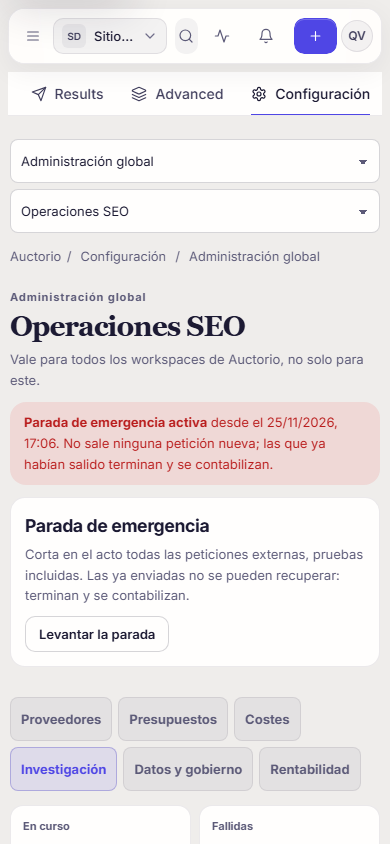 SD Sitio... QV
Results Advanced Configuración
Administración global
Operaciones SEO
Auctorio / Configuración / Administración global
Administración global
Operaciones SEO
Vale para todos los workspaces de Auctorio, no solo para
este.
Parada de emergencia activa desde el 25/11/2026,
17:06. No sale ninguna petición nueva; las que ya
habían salido terminan y se contabilizan.
Parada de emergencia
Corta en el acto todas las peticiones externas, pruebas
incluidas. Las ya enviadas no se pueden recuperar:
terminan y se contabilizan.
Levantar la parada
Proveedores Presupuestos Costes
Investigación Datos y gobierno Rentabilidad
En curso Fallidas